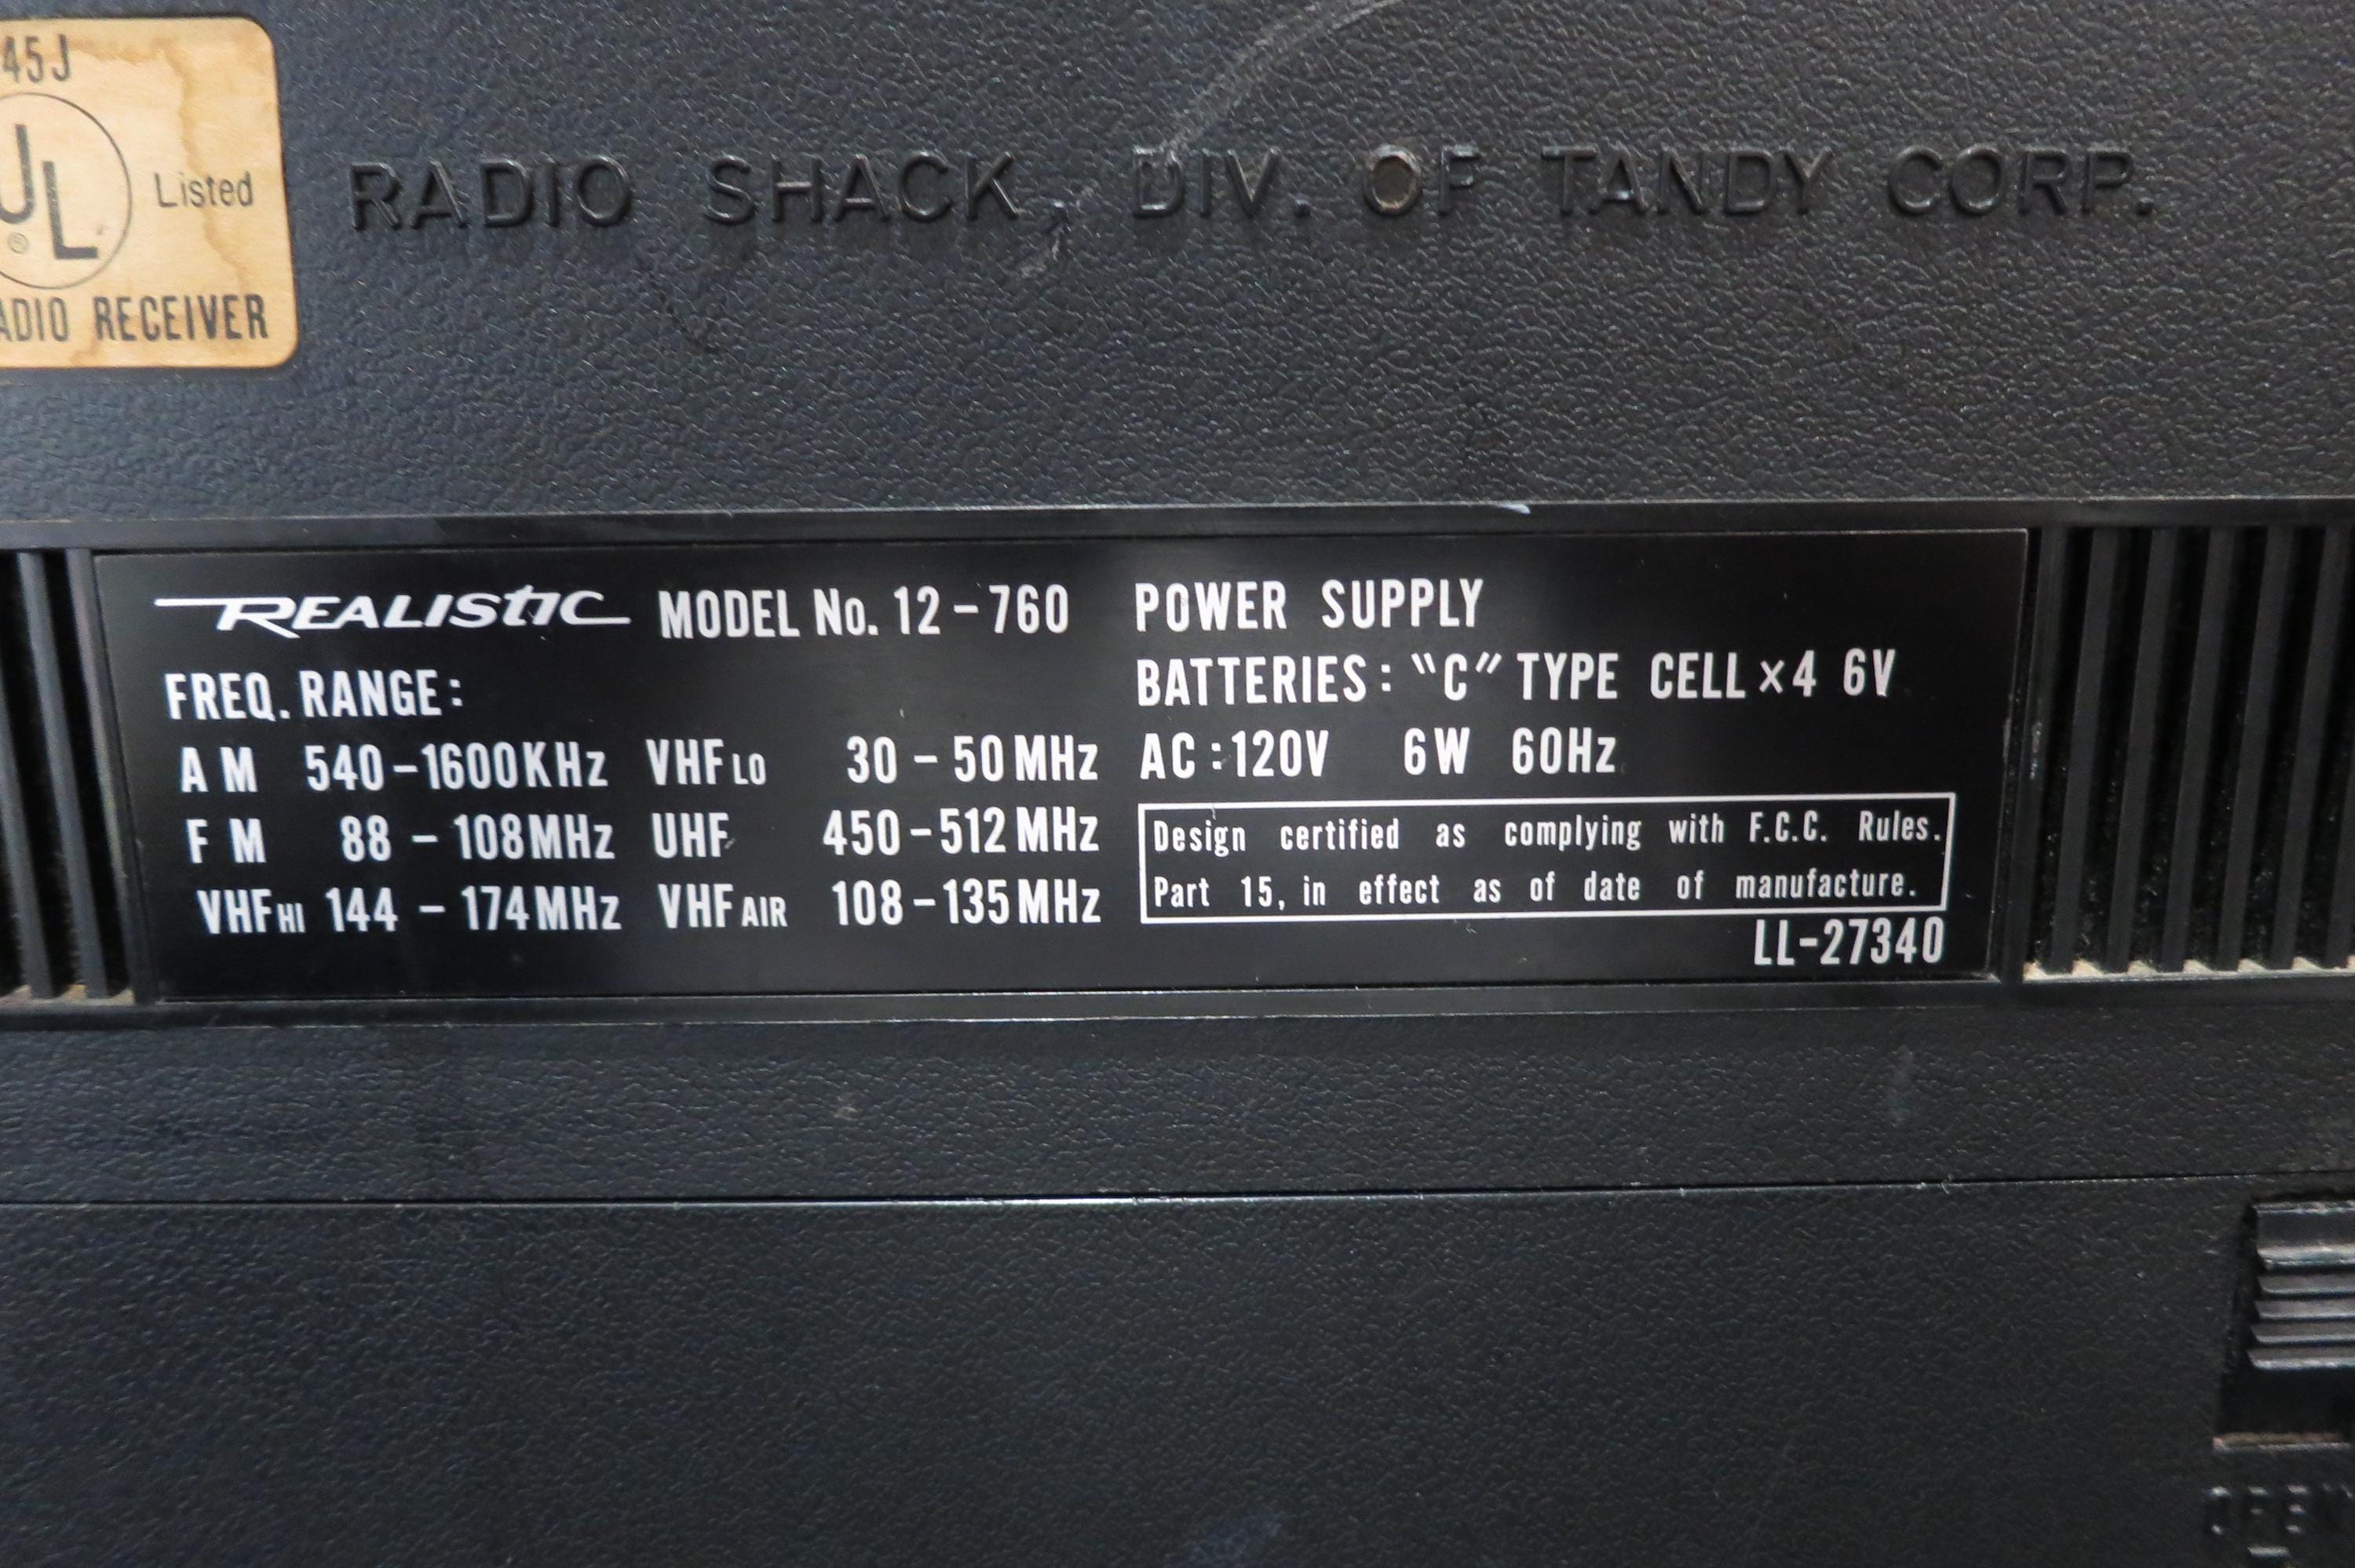 45J
UL
®
Listed
RADIO RECEIVER
RADIO SHACK, DIV. OF TANDY CORP.
REALISTIC MODEL No. 12-760
FREQ. RANGE:
AM 540-1600KHz VHF LO 30-50MHz
FM 88-108MHz UHF 450-512MHz
VHF HI 144-174MHz VHF AIR 108-135MHz
POWER SUPPLY
BATTERIES: "C" TYPE CELL×4 6V
AC:120V 6W 60Hz
Design certified as complying with F.C.C. Rules.
Part 15, in effect as of date of manufacture.
LL-27340
OPEN